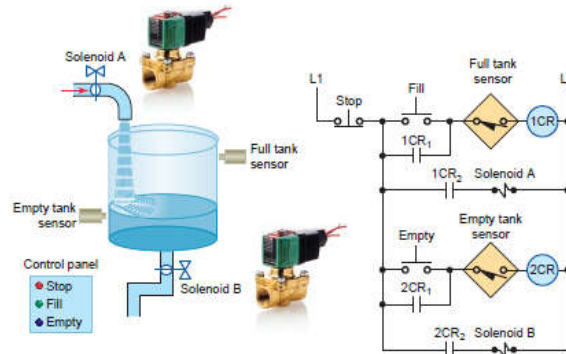 Solenoid A
Full tank
sensor
Empty tank
sensor
Control panel
Stop
Fill
Empty
Solenoid B
L1
Stop
Fill
Full tank
sensor
L
1CR
1CR1
1CR2
Solenoid A
Empty
Empty tank
sensor
2CR
2CR1
2CR2
Solenoid B